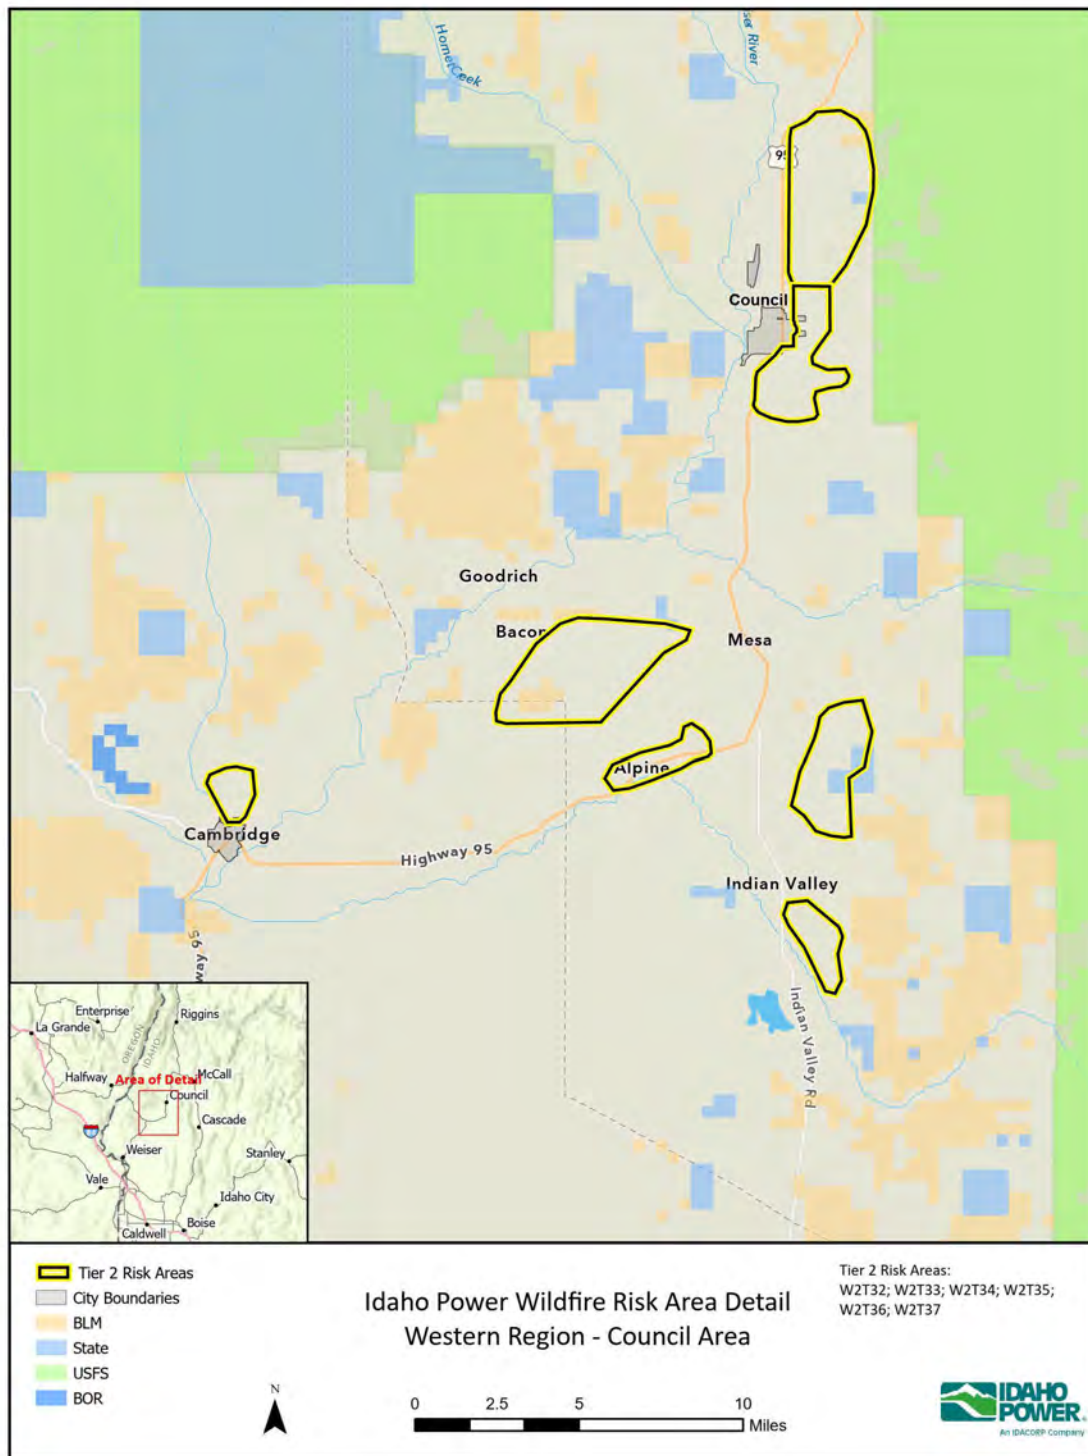 Hornet Creek
ser River
95
Council
Goodrich
Bacon
Mesa
Alpine
Cambridge
Highway 95
Indian Valley
way 95
Indian Valley Rd
Enterprise
Riggins
La Grande
OREGON
IDAHO
Halfway
Area of Detail
McCall
Council
Cascade
Weiser
Stanley
Vale
Idaho City
Boise
Caldwell
Tier 2 Risk Areas
City Boundaries
BLM
State
USFS
BOR
Idaho Power Wildfire Risk Area Detail
Western Region - Council Area
Tier 2 Risk Areas:
W2T32; W2T33; W2T34; W2T35;
W2T36; W2T37
N
0 2.5 5 10
Miles
IDAHO
POWER®
An IDACORP Company